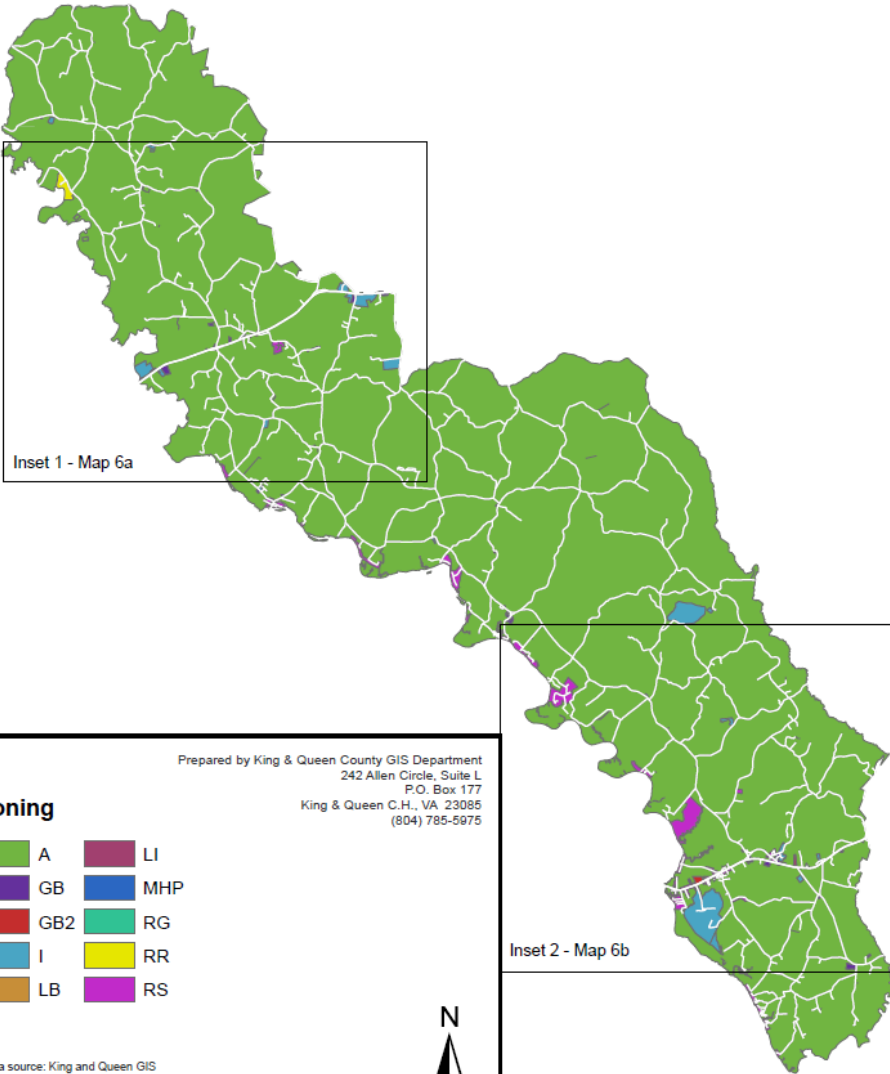 Inset 1 - Map 6a
Prepared by King & Queen County GIS Department
242 Allen Circle, Suite L
P.O. Box 177
King & Queen C.H., VA 23085
(804) 785-5975
oning
A
LI
GB
MHP
GB2
RG
I
RR
LB
RS
Inset 2 - Map 6b
N
a source: King and Queen GIS